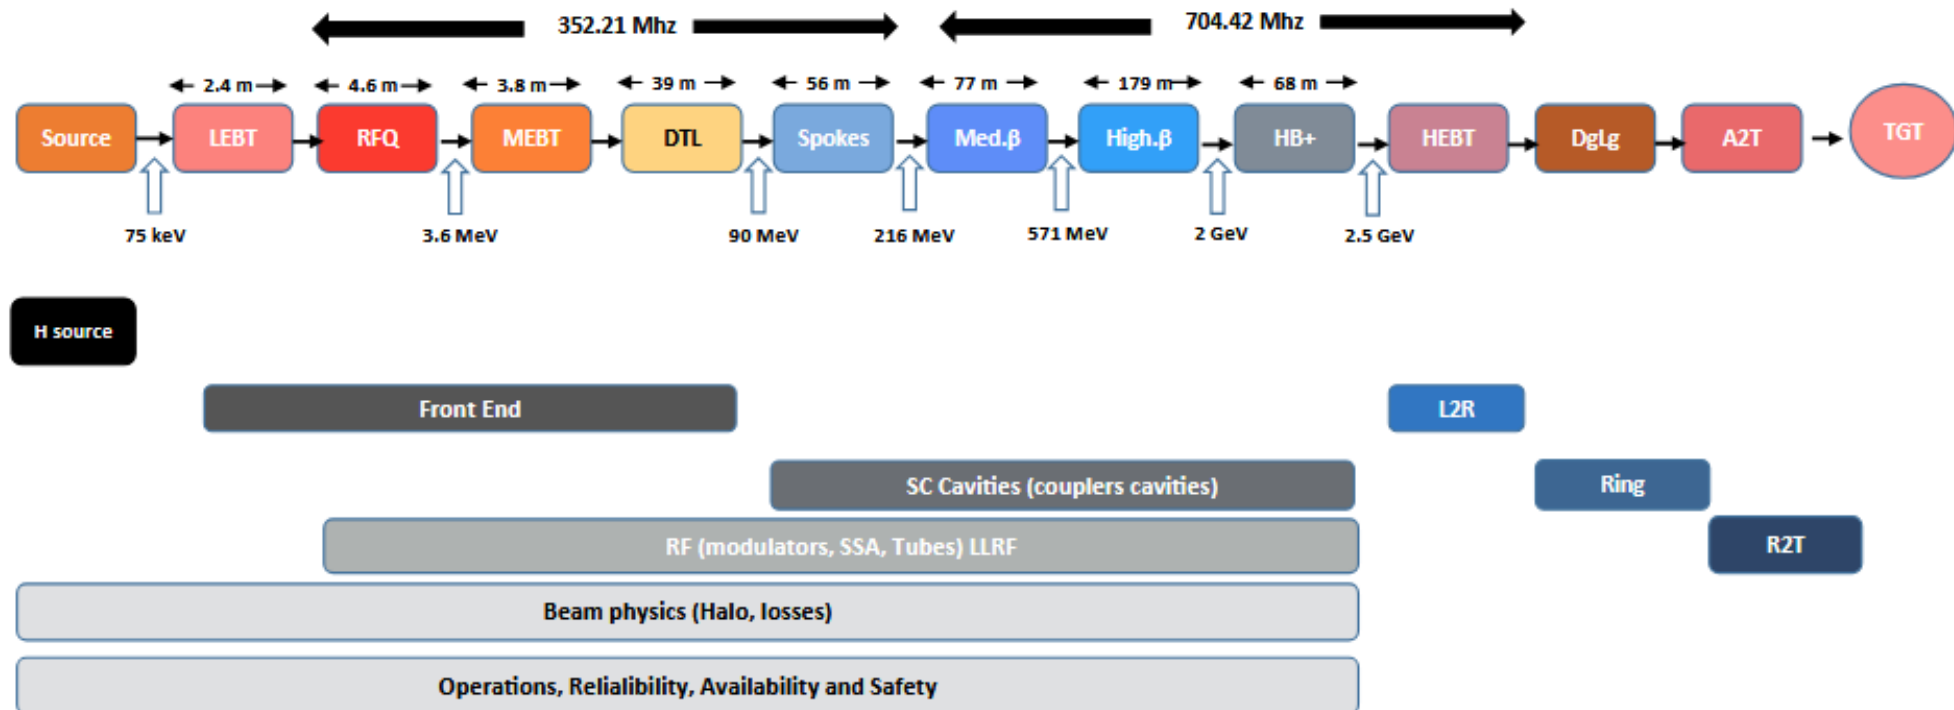 352.21 Mhz
704.42 Mhz
2.4 m
4.6 m
3.8 m
39 m
56 m
77 m
179 m
68 m
Source
LEBT
RFQ
MEBT
DTL
Spokes
Med.β
High.β
HB+
HEBT
DgLg
A2T
TGT
75 keV
3.6 MeV
90 MeV
216 MeV
571 MeV
2 GeV
2.5 GeV
H source
Front End
L2R
SC Cavities (couplers cavities)
Ring
RF (modulators, SSA, Tubes) LLRF
R2T
Beam physics (Halo, losses)
Operations, Relialibility, Availability and Safety